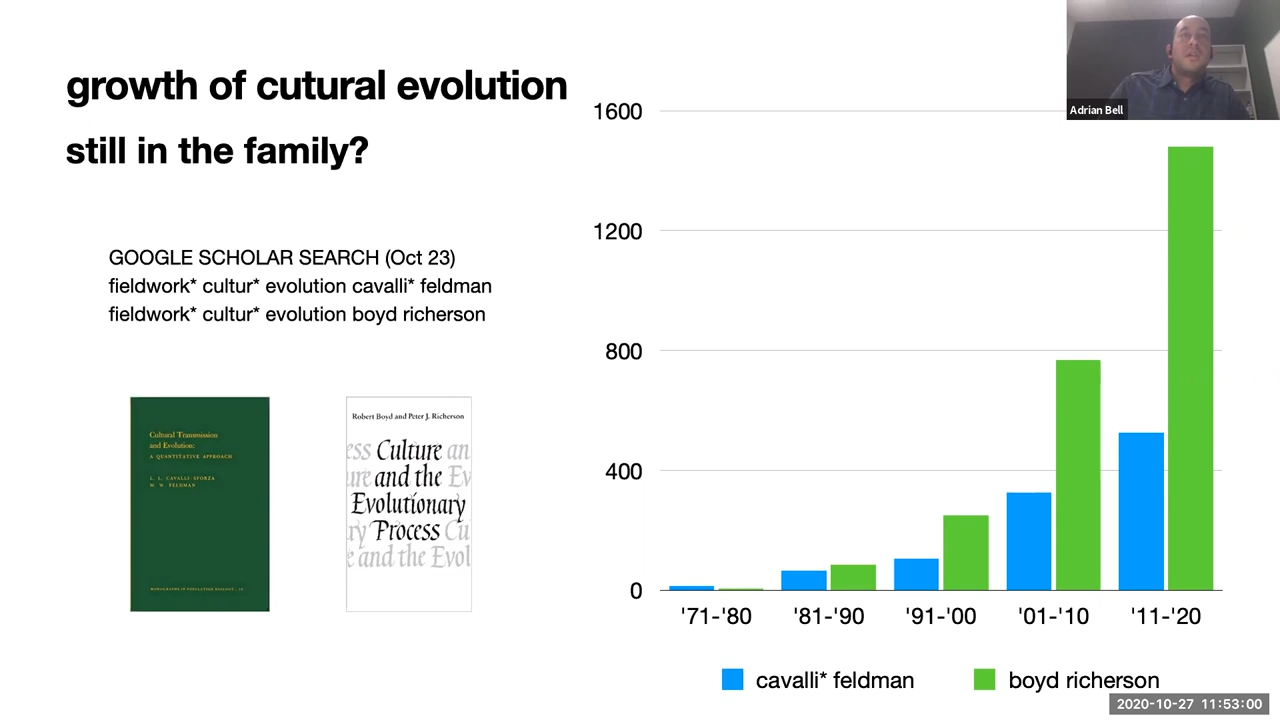 growth of cutural evolution
still in the family?
GOOGLE SCHOLAR SEARCH (Oct 23)
fieldwork* cultur* evolution cavalli* feldman
fieldwork* cultur* evolution boyd richerson
Cultural Transmission
and Evolution:
A QUANTITATIVE APPROACH
L. L. CAVALLI-SFORZA
M. W. FELDMAN
MONOGRAPHS IN POPULATION BIOLOGY
Robert Boyd and Peter J. Richerson
ess Culture an
ure and the Ev
Evolutionary
ry Process Cu
e and the Evol
1600
1200
800
400
0
'71-'80 '81-'90 '91-'00 '01-'10 '11-'20
cavalli* feldman boyd richerson
Adrian Bell
2020-10-27 11:53:00